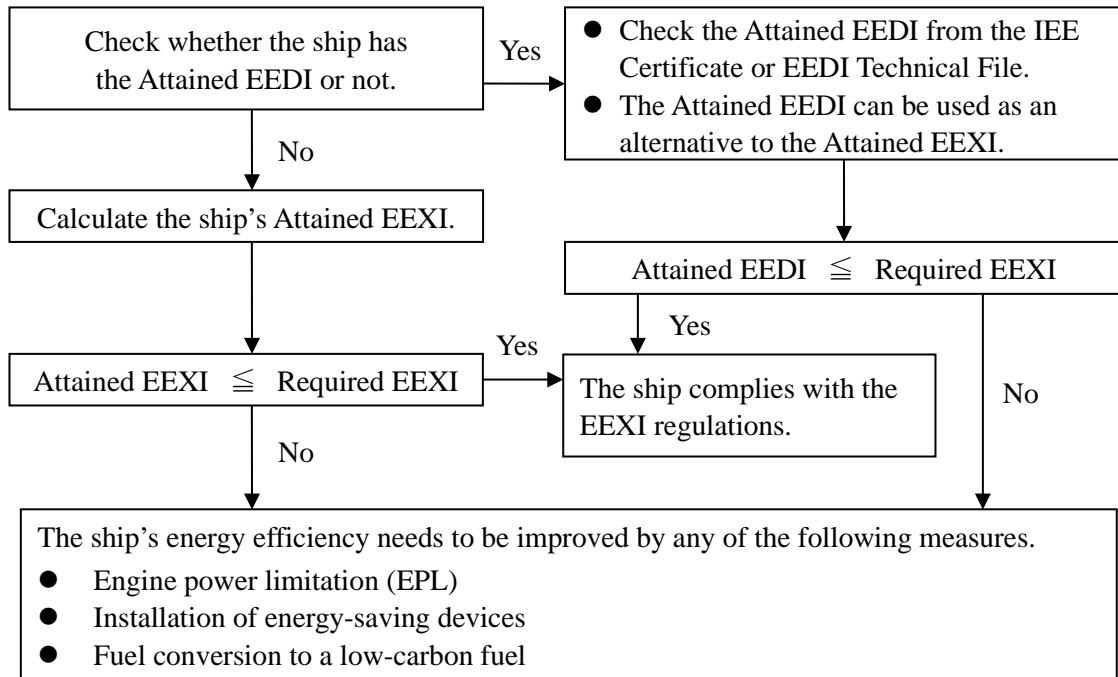 Check whether the ship has
the Attained EEDI or not.
Yes
● Check the Attained EEDI from the IEE
Certificate or EEDI Technical File.
● The Attained EEDI can be used as an
alternative to the Attained EEXI.
No
Calculate the ship’s Attained EEXI.
Attained EEDI ≦ Required EEXI
Yes
Attained EEXI ≦ Required EEXI
Yes
The ship complies with the
EEXI regulations.
No
No
The ship’s energy efficiency needs to be improved by any of the following measures.
● Engine power limitation (EPL)
● Installation of energy-saving devices
● Fuel conversion to a low-carbon fuel